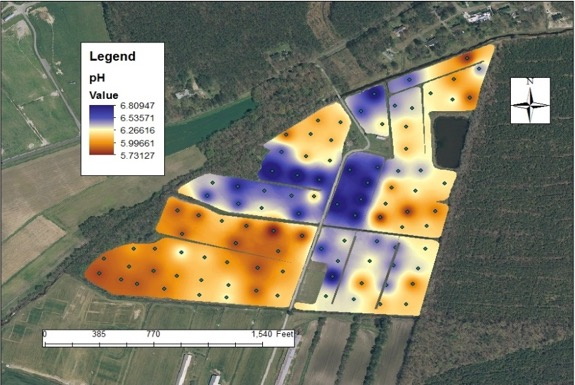 Legend
pH
Value
6.80947
6.53571
6.26616
5.99661
5.73127
N
0 385 770 1,540 Feet